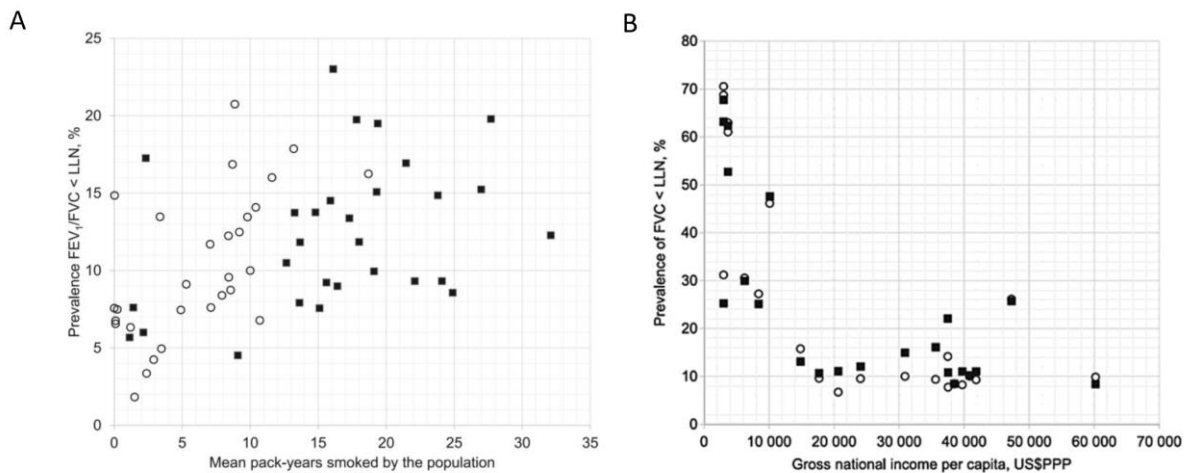 A
25
20
15
10
5
0
Prevalence FEV₁/FVC < LLN, %
0 5 10 15 20 25 30 35
Mean pack-years smoked by the population
B
80
70
60
50
40
30
20
10
0
Prevalence of FVC < LLN, %
0 10 000 20 000 30 000 40 000 50 000 60 000 70 000
Gross national income per capita, US$PPP